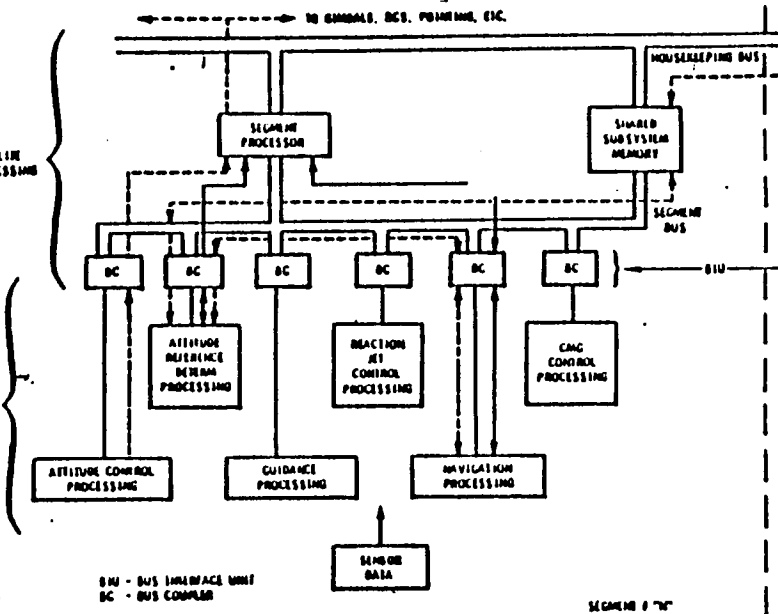 TO GIMBALS, RCS, POINTING, ETC.
HOUSEKEEPING BUS
SEGMENT
PROCESSOR
SHARED
SUBSYSTEM
MEMORY
SEGMENT
BUS
BC
BC
BC
BC
BC
BC
BIU
ATTITUDE
REFERENCE
DETERM
PROCESSING
REACTION
JET
CONTROL
PROCESSING
CMG
CONTROL
PROCESSING
ATTITUDE CONTROL
PROCESSING
GUIDANCE
PROCESSING
NAVIGATION
PROCESSING
SENSOR
DATA
BIU - BUS INTERFACE UNIT
BC - BUS COUPLER
SEGMENT